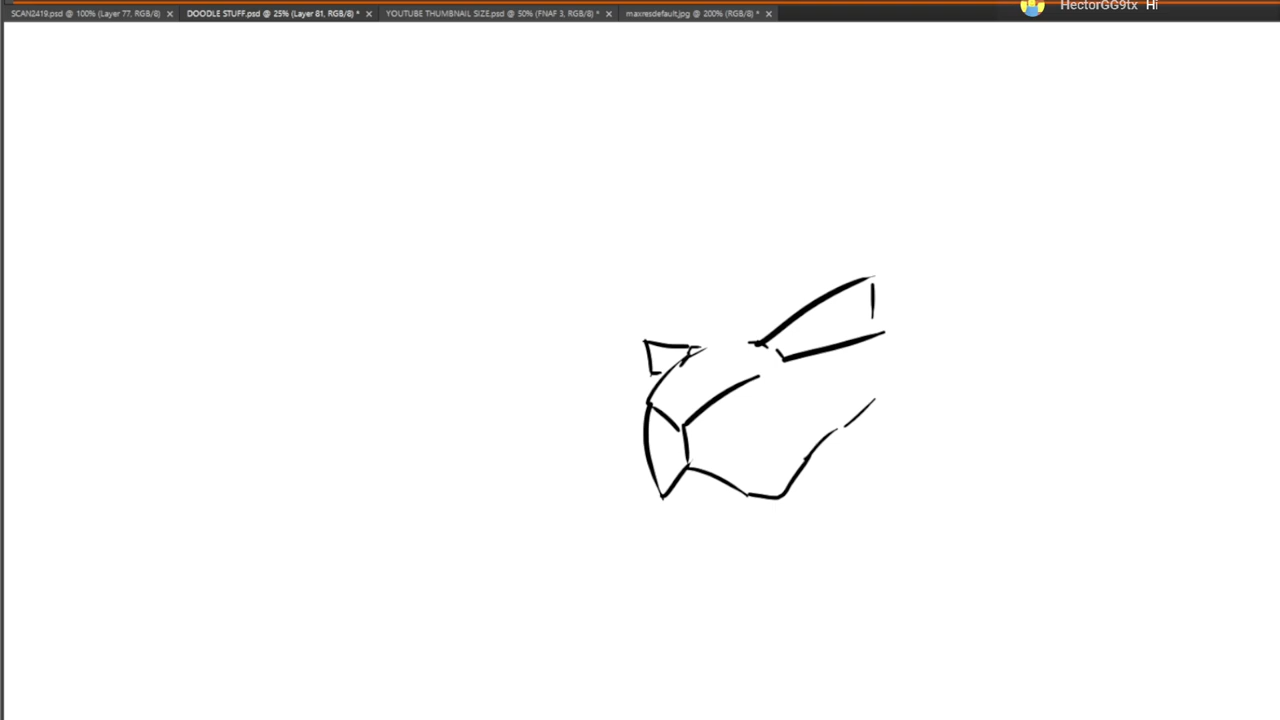 HectorGG9tx Hi
SCAN2419.psd @ 100% (Layer 77, RGB/8) × DOODLE STUFF.psd @ 25% (Layer 81, RGB/8) * × YOUTUBE THUMBNAIL SIZE.psd @ 50% (FNAF 3, RGB/8) * × maxresdefault.jpg @ 200% (RGB/8) * ×